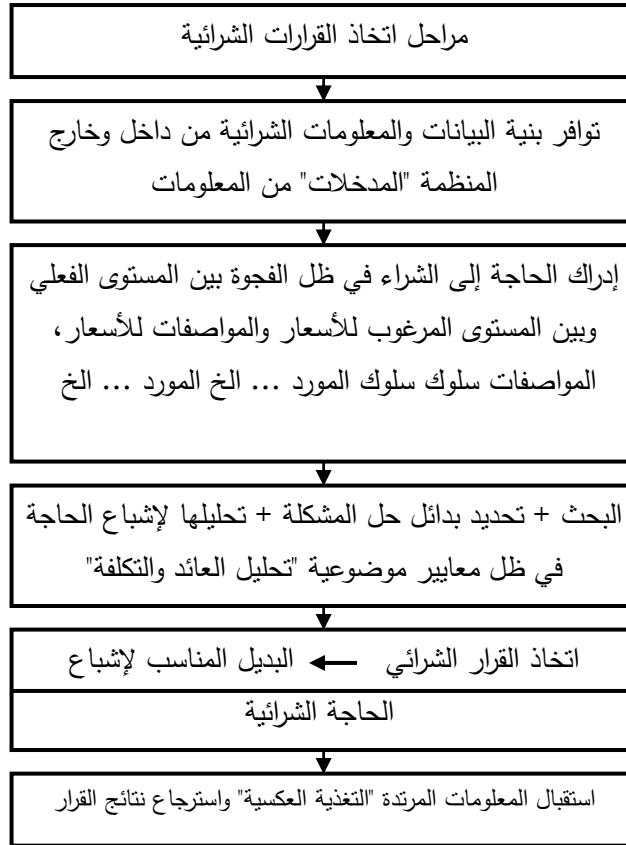 مراحل اتخاذ القرارات الشرائية
توافر بنية البيانات والمعلومات الشرائية من داخل وخارج
المنظمة "المدخلات" من المعلومات
إدراك الحاجة إلى الشراء في ظل الفجوة بين المستوى الفعلي
وبين المستوى المرغوب للأسعار والمواصفات للأسعار،
المواصفات سلوك سلوك المورد ... الخ المورد ... الخ
البحث + تحديد بدائل حل المشكلة + تحليلها لإشباع الحاجة
في ظل معايير موضوعية "تحليل العائد والتكلفة"
اتخاذ القرار الشرائي ← البديل المناسب لإشباع
الحاجة الشرائية
استقبال المعلومات المرتدة "التغذية العكسية" واسترجاع نتائج القرار